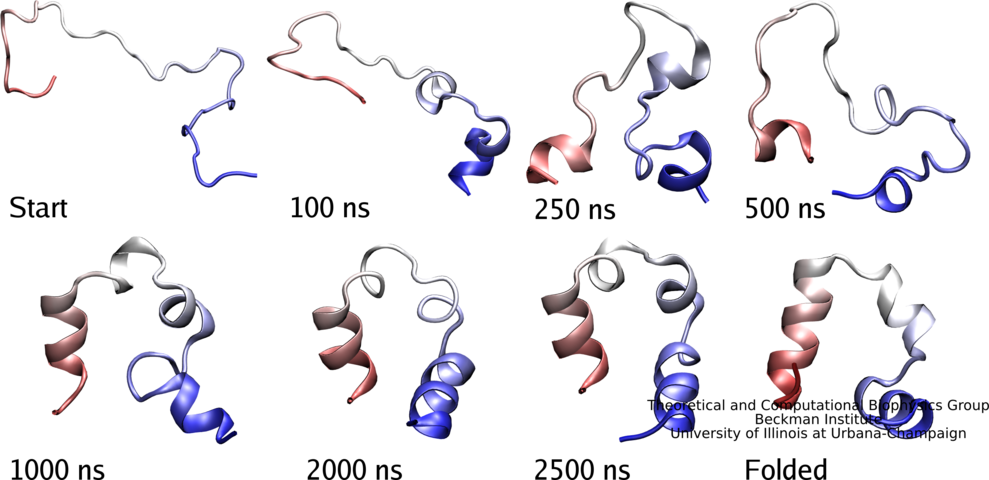 Start
100 ns
250 ns
500 ns
1000 ns
2000 ns
2500 ns
Folded
Theoretical and Computational Biophysics Group
Beckman Institute
University of Illinois at Urbana-Champaign